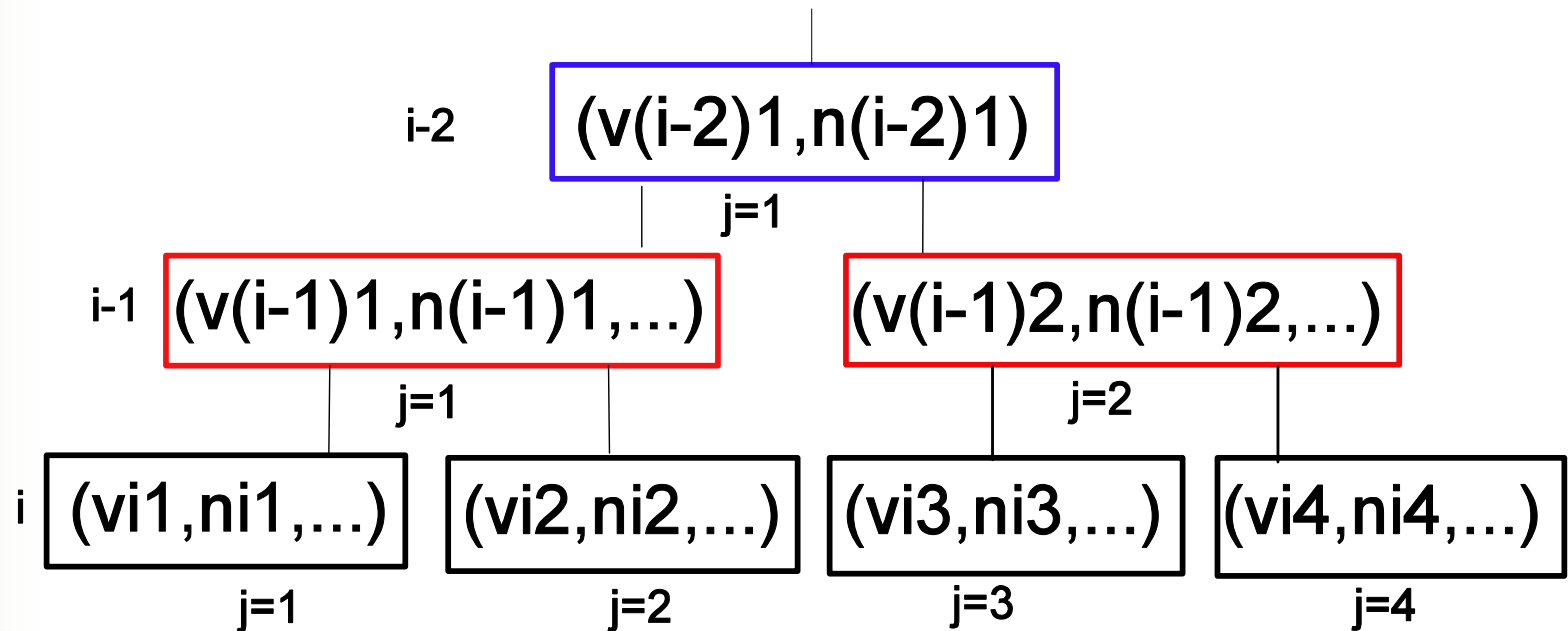 i-2 (v(i-2)1,n(i-2)1)
j=1
i-1 (v(i-1)1,n(i-1)1,...) (v(i-1)2,n(i-1)2,...)
j=1 j=2
i (vi1,ni1,...) (vi2,ni2,...) (vi3,ni3,...) (vi4,ni4,...)
j=1 j=2 j=3 j=4